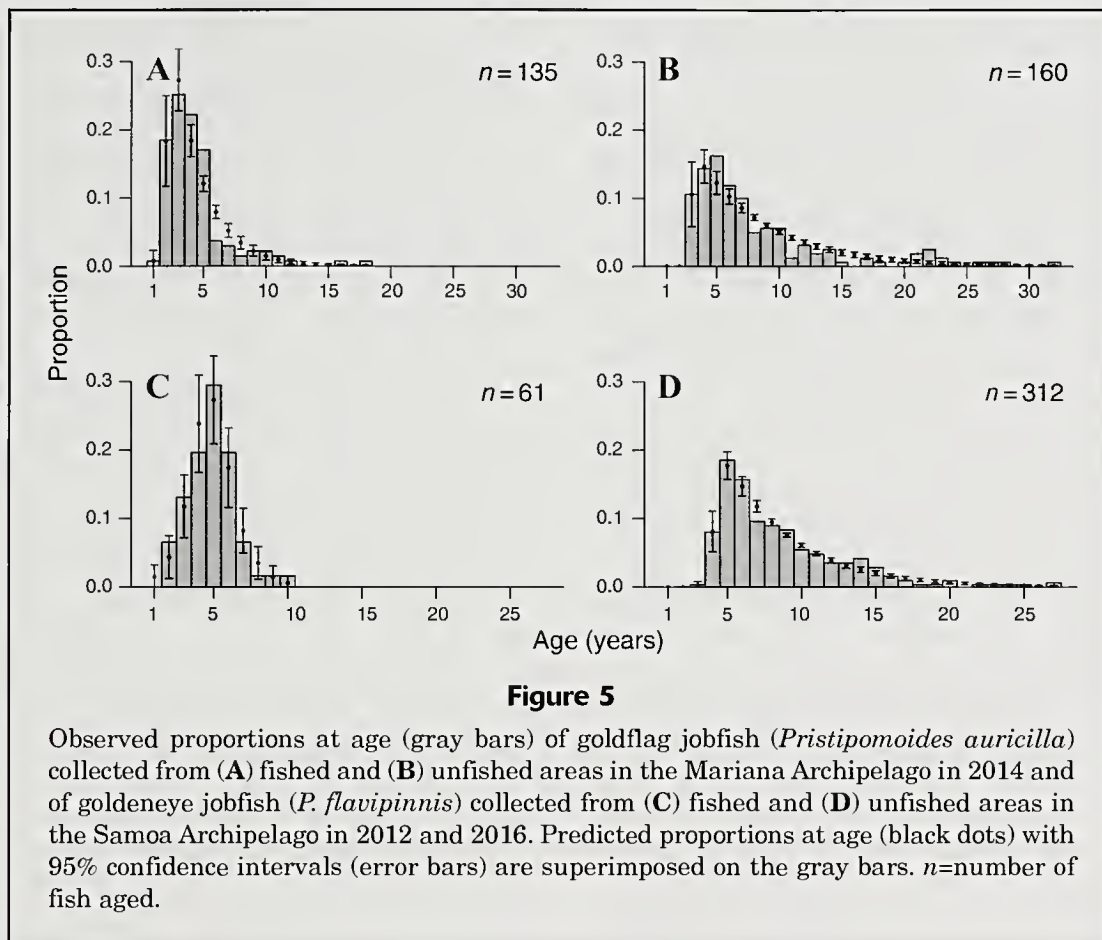 A
n=135
B
n=160
0.3
0.2
0.1
0.0
1 5 10 15 20 25 30
0.3
0.2
0.1
0.0
1 5 10 15 20 25 30
Proportion
C
n=61
D
n=312
0.3
0.2
0.1
0.0
1 5 10 15 20 25
0.3
0.2
0.1
0.0
1 5 10 15 20 25
Age (years)
Figure 5
Observed proportions at age (gray bars) of goldflag jobfish (Pristipomoides auricilla)
collected from (A) fished and (B) unfished areas in the Mariana Archipelago in 2014 and
of goldeneye jobfish (P. flavipinnis) collected from (C) fished and (D) unfished areas in
the Samoa Archipelago in 2012 and 2016. Predicted proportions at age (black dots) with
95% confidence intervals (error bars) are superimposed on the gray bars. n=number of
fish aged.